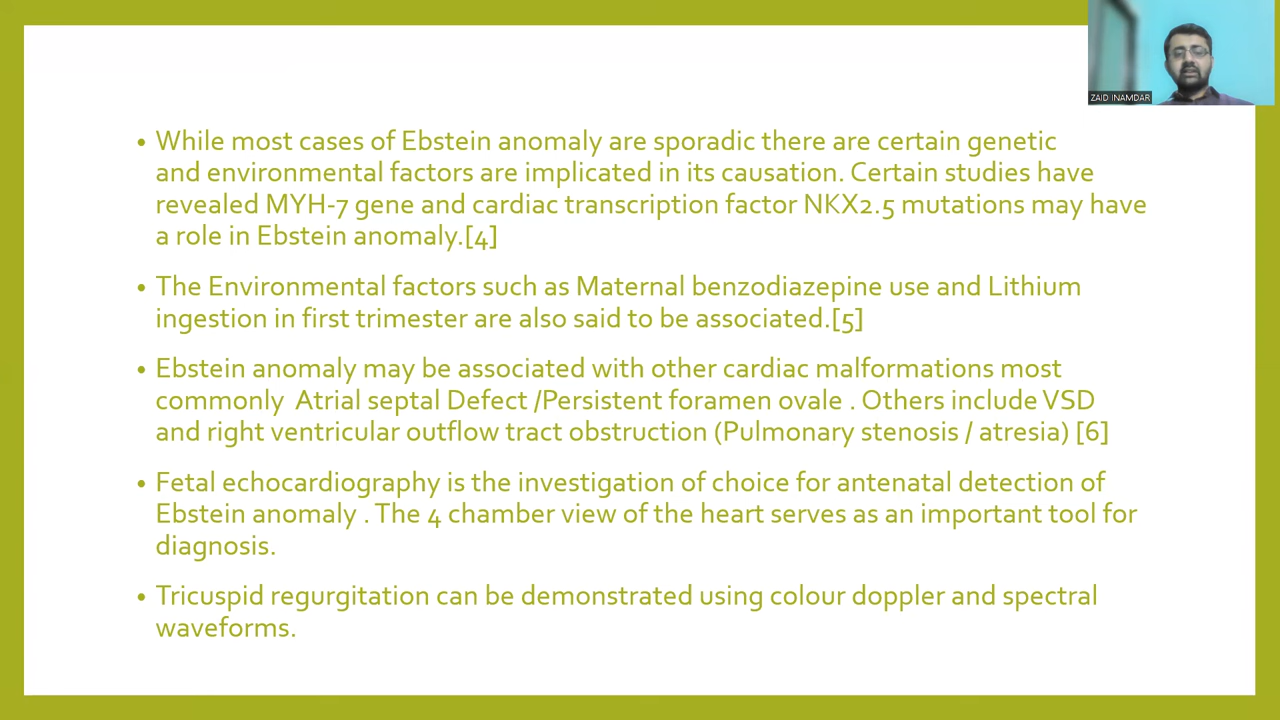 ZAID INAMDAR
• While most cases of Ebstein anomaly are sporadic there are certain genetic
and environmental factors are implicated in its causation. Certain studies have
revealed MYH-7 gene and cardiac transcription factor NKX2.5 mutations may have
a role in Ebstein anomaly.[4]
• The Environmental factors such as Maternal benzodiazepine use and Lithium
ingestion in first trimester are also said to be associated.[5]
• Ebstein anomaly may be associated with other cardiac malformations most
commonly  Atrial septal Defect /Persistent foramen ovale . Others include VSD
and right ventricular outflow tract obstruction (Pulmonary stenosis / atresia) [6]
• Fetal echocardiography is the investigation of choice for antenatal detection of
Ebstein anomaly . The 4 chamber view of the heart serves as an important tool for
diagnosis.
• Tricuspid regurgitation can be demonstrated using colour doppler and spectral
waveforms.